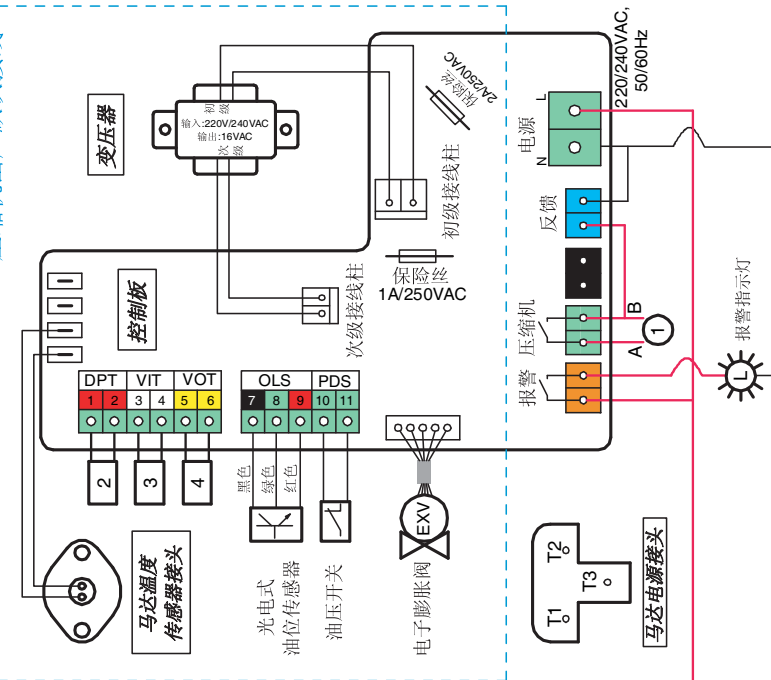 变压器
初 级
输入:220V/240VAC
输出:16VAC
次 级
保险丝
2A/250VAC
初级接线柱
220/240VAC,
50/60Hz
L
N
电源
反馈
控制板
次级接线柱
保险丝
1A/250VAC
压缩机
B
A
1
报警
报警指示灯
L
DPT VIT VOT
1 2 3 4 5 6
OLS PDS
7 8 9 10 11
2
3
4
黑色
绿色
红色
EXV
马达温度
传感器接头
光电式
油位传感器
油压开关
电子膨胀阀
T1
T2
T3
马达电源接头